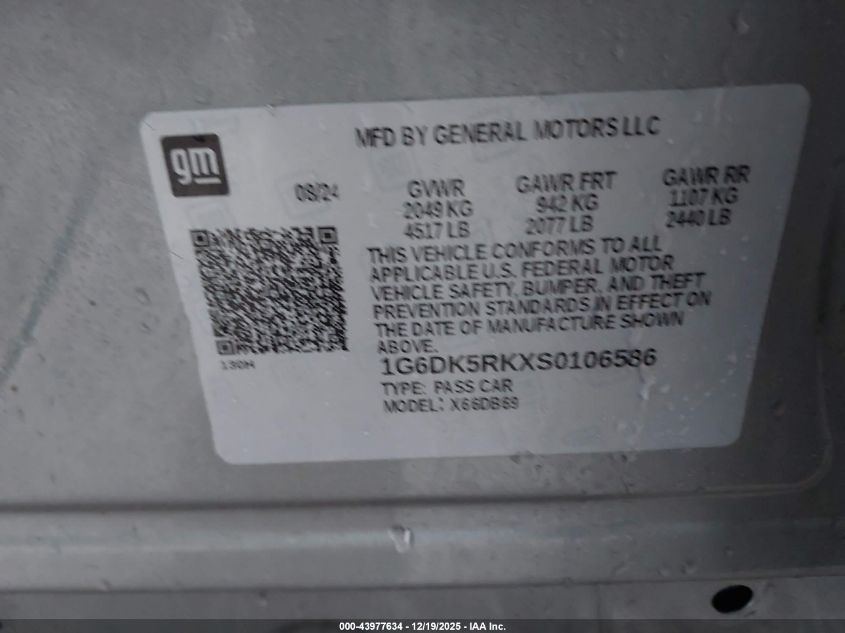 MFD BY GENERAL MOTORS LLC
gm
08/24
GVWR GAWR FRT GAWR RR
2049 KG 942 KG 1107 KG
4517 LB 2077 LB 2440 LB
THIS VEHICLE CONFORMS TO ALL
APPLICABLE U.S. FEDERAL MOTOR
VEHICLE SAFETY, BUMPER, AND THEFT
PREVENTION STANDARDS IN EFFECT ON
THE DATE OF MANUFACTURE SHOWN
ABOVE.
130H
1G6DK5RKXS0106586
TYPE: PASS CAR
MODEL: X66DB69
000-43977634 - 12/19/2025 - IAA Inc.